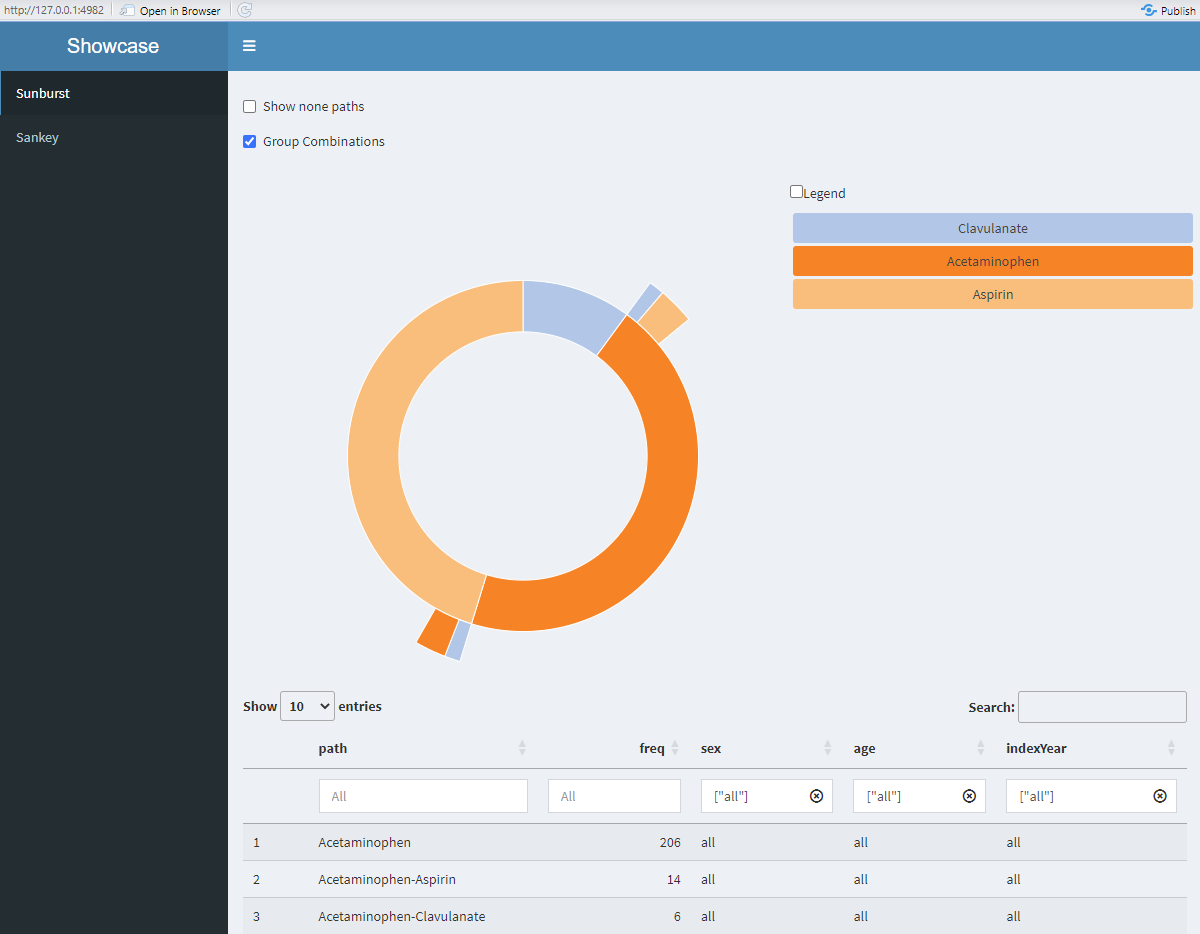 http://127.0.0.1:4982 Open in Browser Publish
Showcase
Sunburst
Sankey
Show none paths
Group Combinations
Legend
Clavulanate
Acetaminophen
Aspirin
Show 10 entries Search:
path freq sex age indexYear
All All ["all"] ["all"] ["all"]
1 Acetaminophen 206 all all all
2 Acetaminophen-Aspirin 14 all all all
3 Acetaminophen-Clavulanate 6 all all all